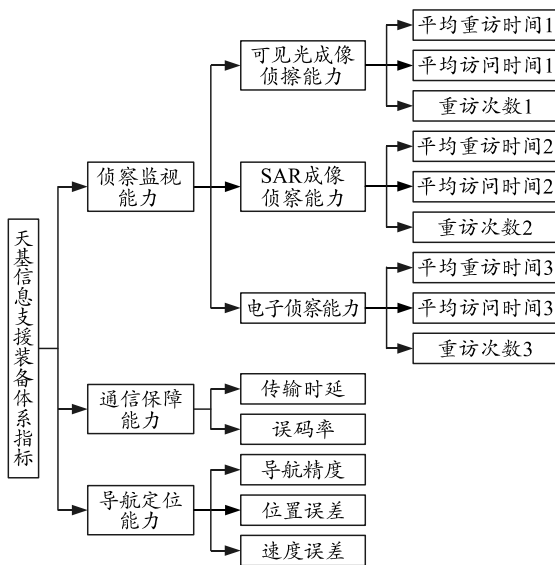 天基信息支援装备体系指标
侦察监视
能力
可见光成像
侦擦能力
平均重访时间1
平均访问时间1
重访次数1
SAR成像
侦察能力
平均重访时间2
平均访问时间2
重访次数2
电子侦察能力
平均重访时间3
平均访问时间3
重访次数3
通信保障
能力
传输时延
误码率
导航定位
能力
导航精度
位置误差
速度误差